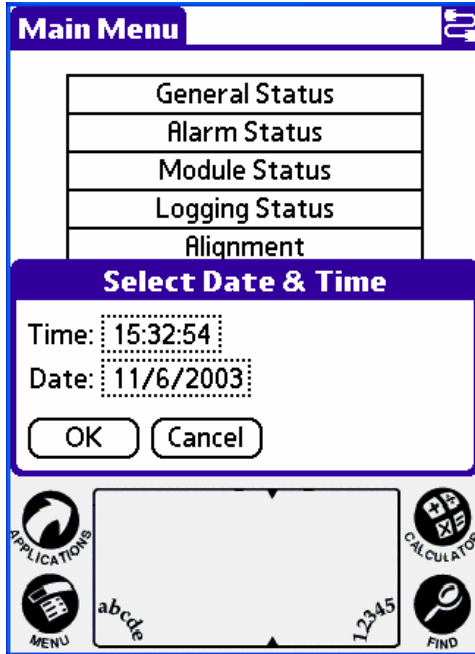 Main Menu
General Status
Alarm Status
Module Status
Logging Status
Alignment
Select Date & Time
Time: 15:32:54
Date: 11/6/2003
OK Cancel
APPLICATIONS
CALCULATOR
abcde
12345
MENU
FIND